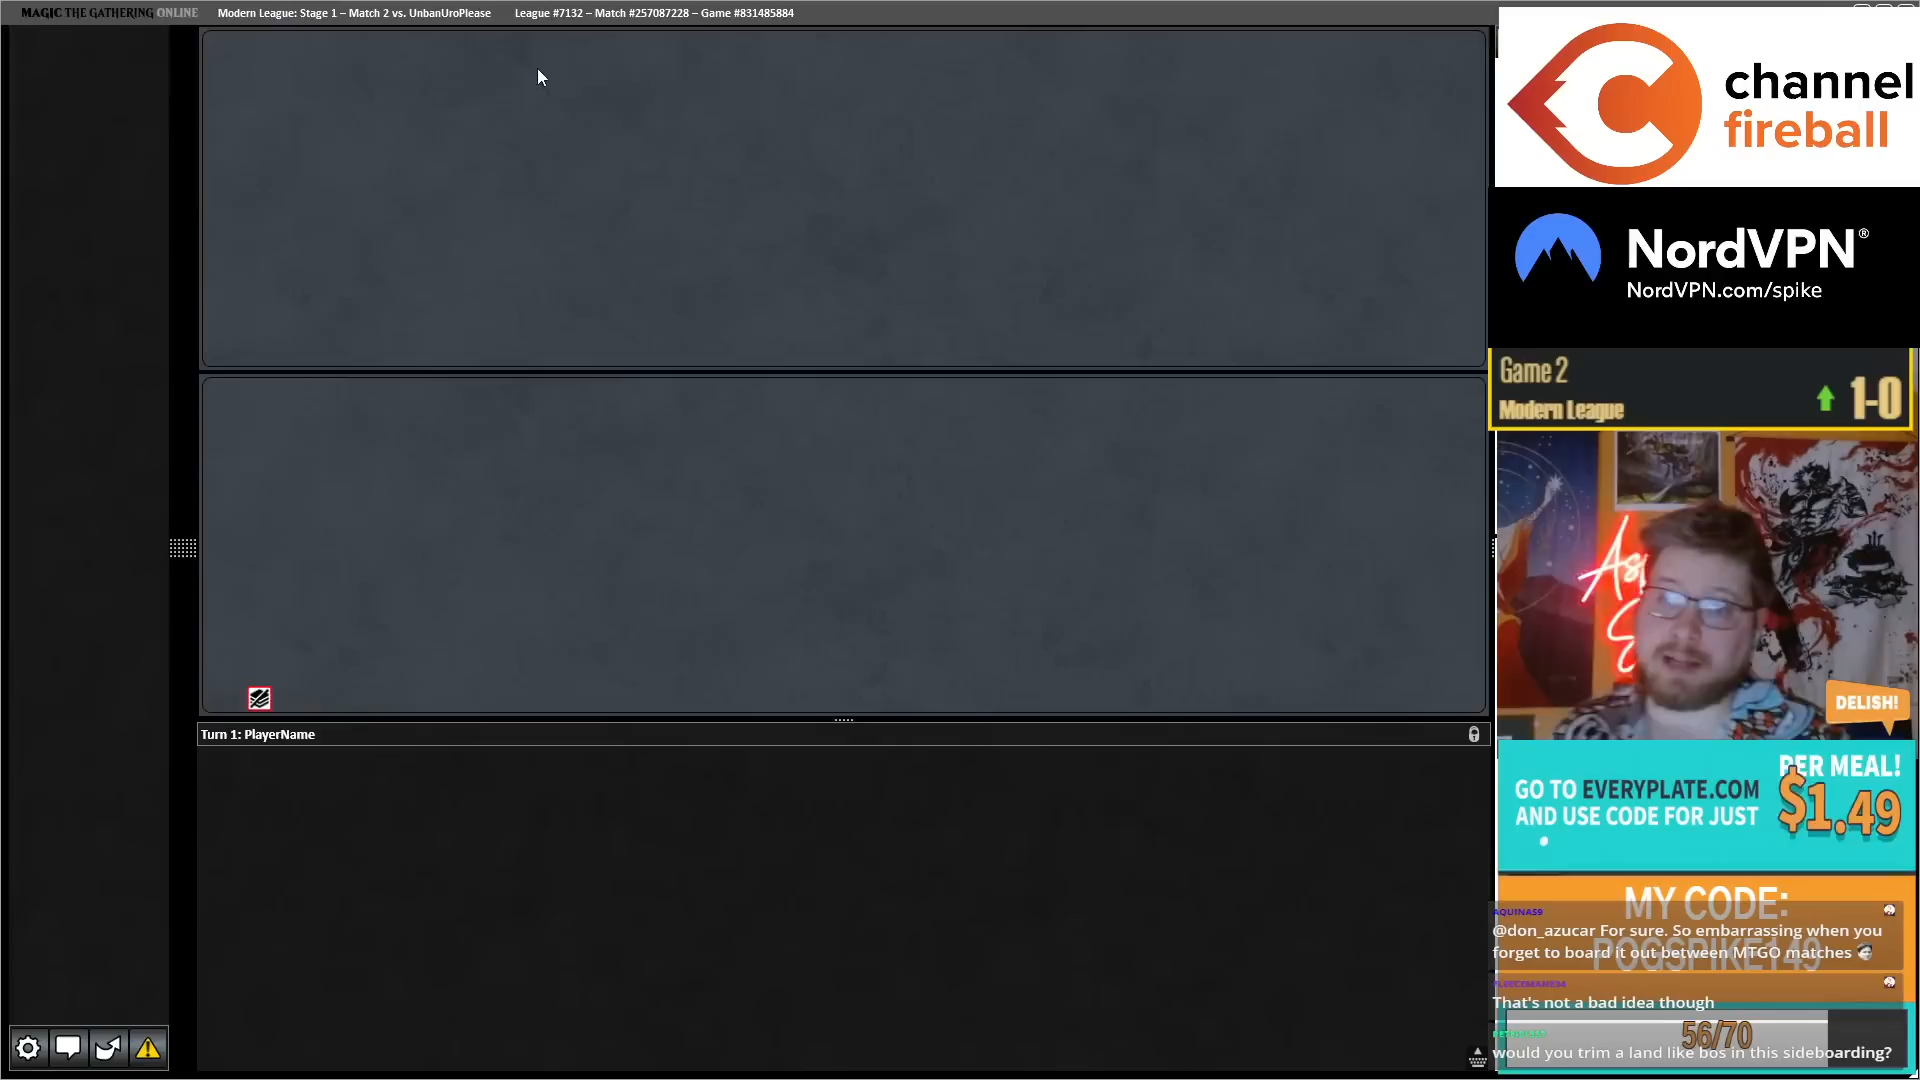 MAGIC THE GATHERING ONLINE
Modern League: Stage 1 – Match 2 vs. UnbanUroPlease
League #7132 – Match #257087228 – Game #831485884
channel
fireball
NordVPN®
NordVPN.com/spike
Game 2
Modern League
1-0
DELISH!
GO TO EVERYPLATE.COM
AND USE CODE FOR JUST
PER MEAL!
$1.49
MY CODE:
POGSPIKE149
Turn 1: PlayerName
AQUINAS9
@don_azucar For sure. So embarrassing when you
forget to board it out between MTGO matches
That's not a bad idea though
56/70
would you trim a land like bos in this sideboarding?